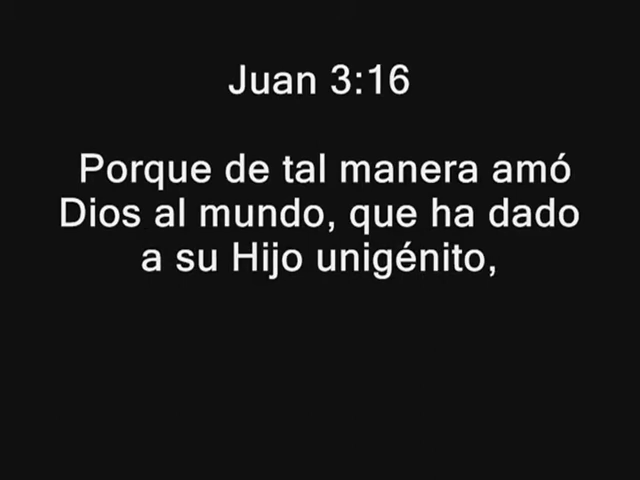 Juan 3:16
Porque de tal manera amó
Dios al mundo, que ha dado
a su Hijo unigénito,